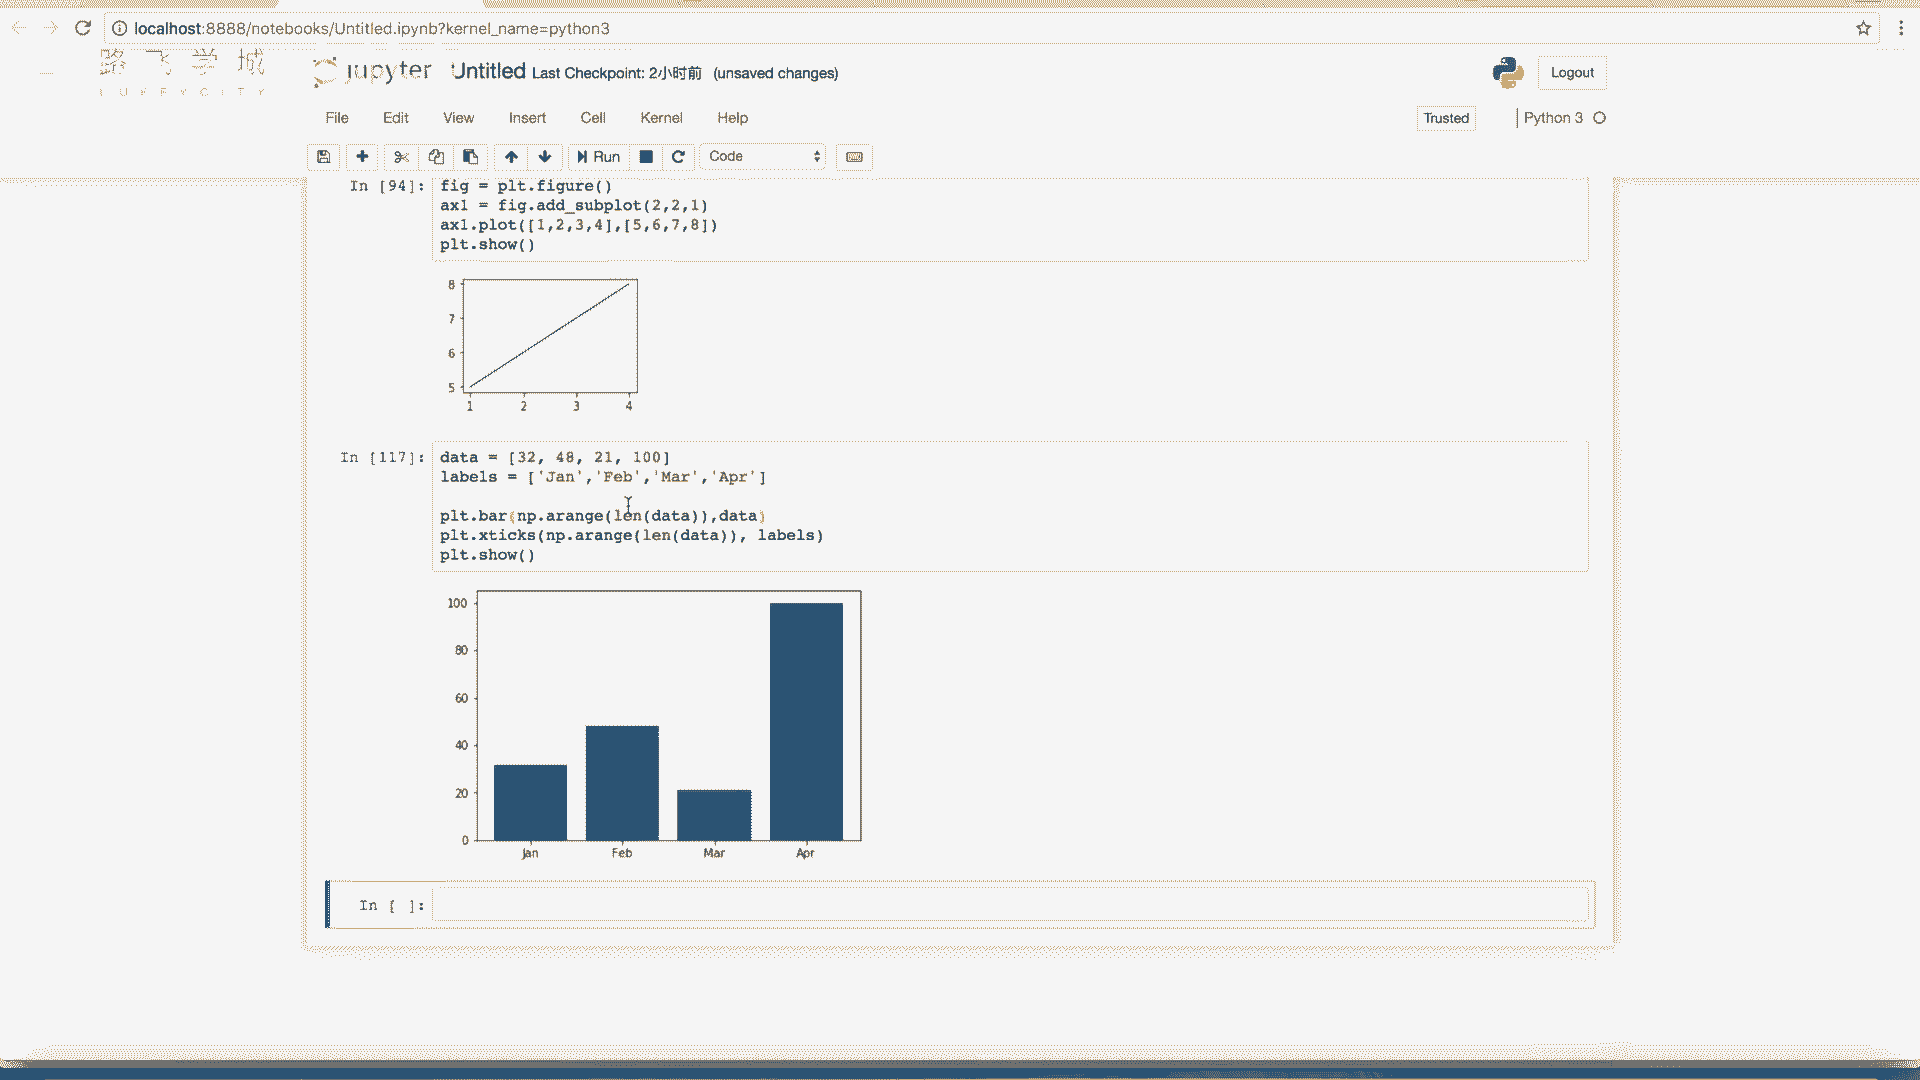 localhost:8888/notebooks/Untitled.ipynb?kernel_name=python3
路飞学城
LUFFYCITY
jupyter Untitled Last Checkpoint: 2小时前 (unsaved changes)
Logout
File Edit View Insert Cell Kernel Help
Trusted
Python 3
Run
Code
In [94]: fig = plt.figure()
ax1 = fig.add_subplot(2,2,1)
ax1.plot([1,2,3,4],[5,6,7,8])
plt.show()
8
7
6
5
1 2 3 4
In [117]: data = [32, 48, 21, 100]
labels = ['Jan','Feb','Mar','Apr']
plt.bar(np.arange(len(data)),data)
plt.xticks(np.arange(len(data)), labels)
plt.show()
100
80
60
40
20
0
Jan Feb Mar Apr
In [ ]: